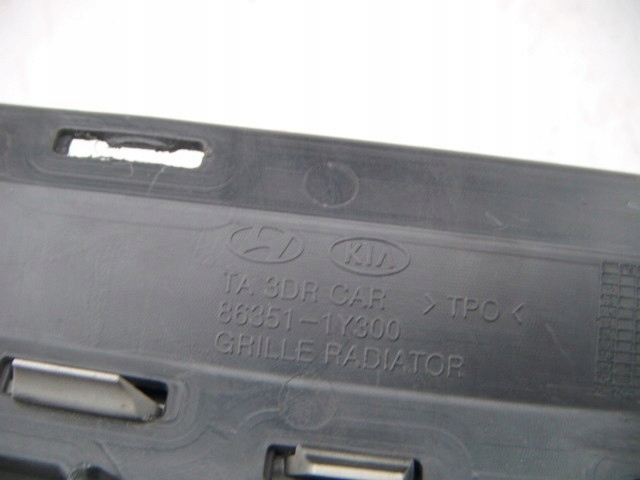 KIA
TA 3DR CAR >TPO<
86351-1Y300
GRILLE RADIATOR